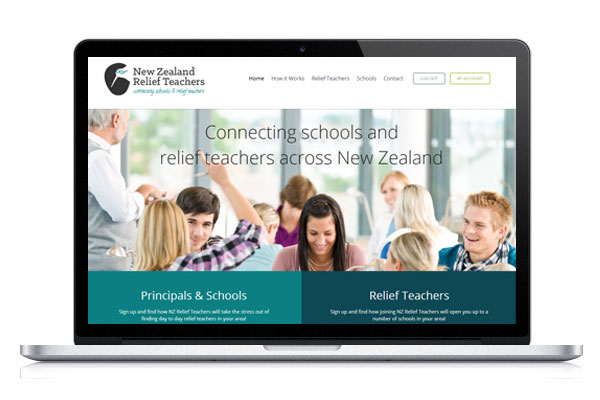 New Zealand
Relief Teachers
connecting schools & relief teachers
Home How it Works Relief Teachers Schools Contact LOG OUT MY ACCOUNT
Connecting schools and
relief teachers across New Zealand
Principals & Schools
Sign up and find how NZ Relief Teachers will take the stress out of
finding day to day relief teachers in your area!
Relief Teachers
Sign up and find how joining NZ Relief Teachers will open you up to a
number of schools in your area!